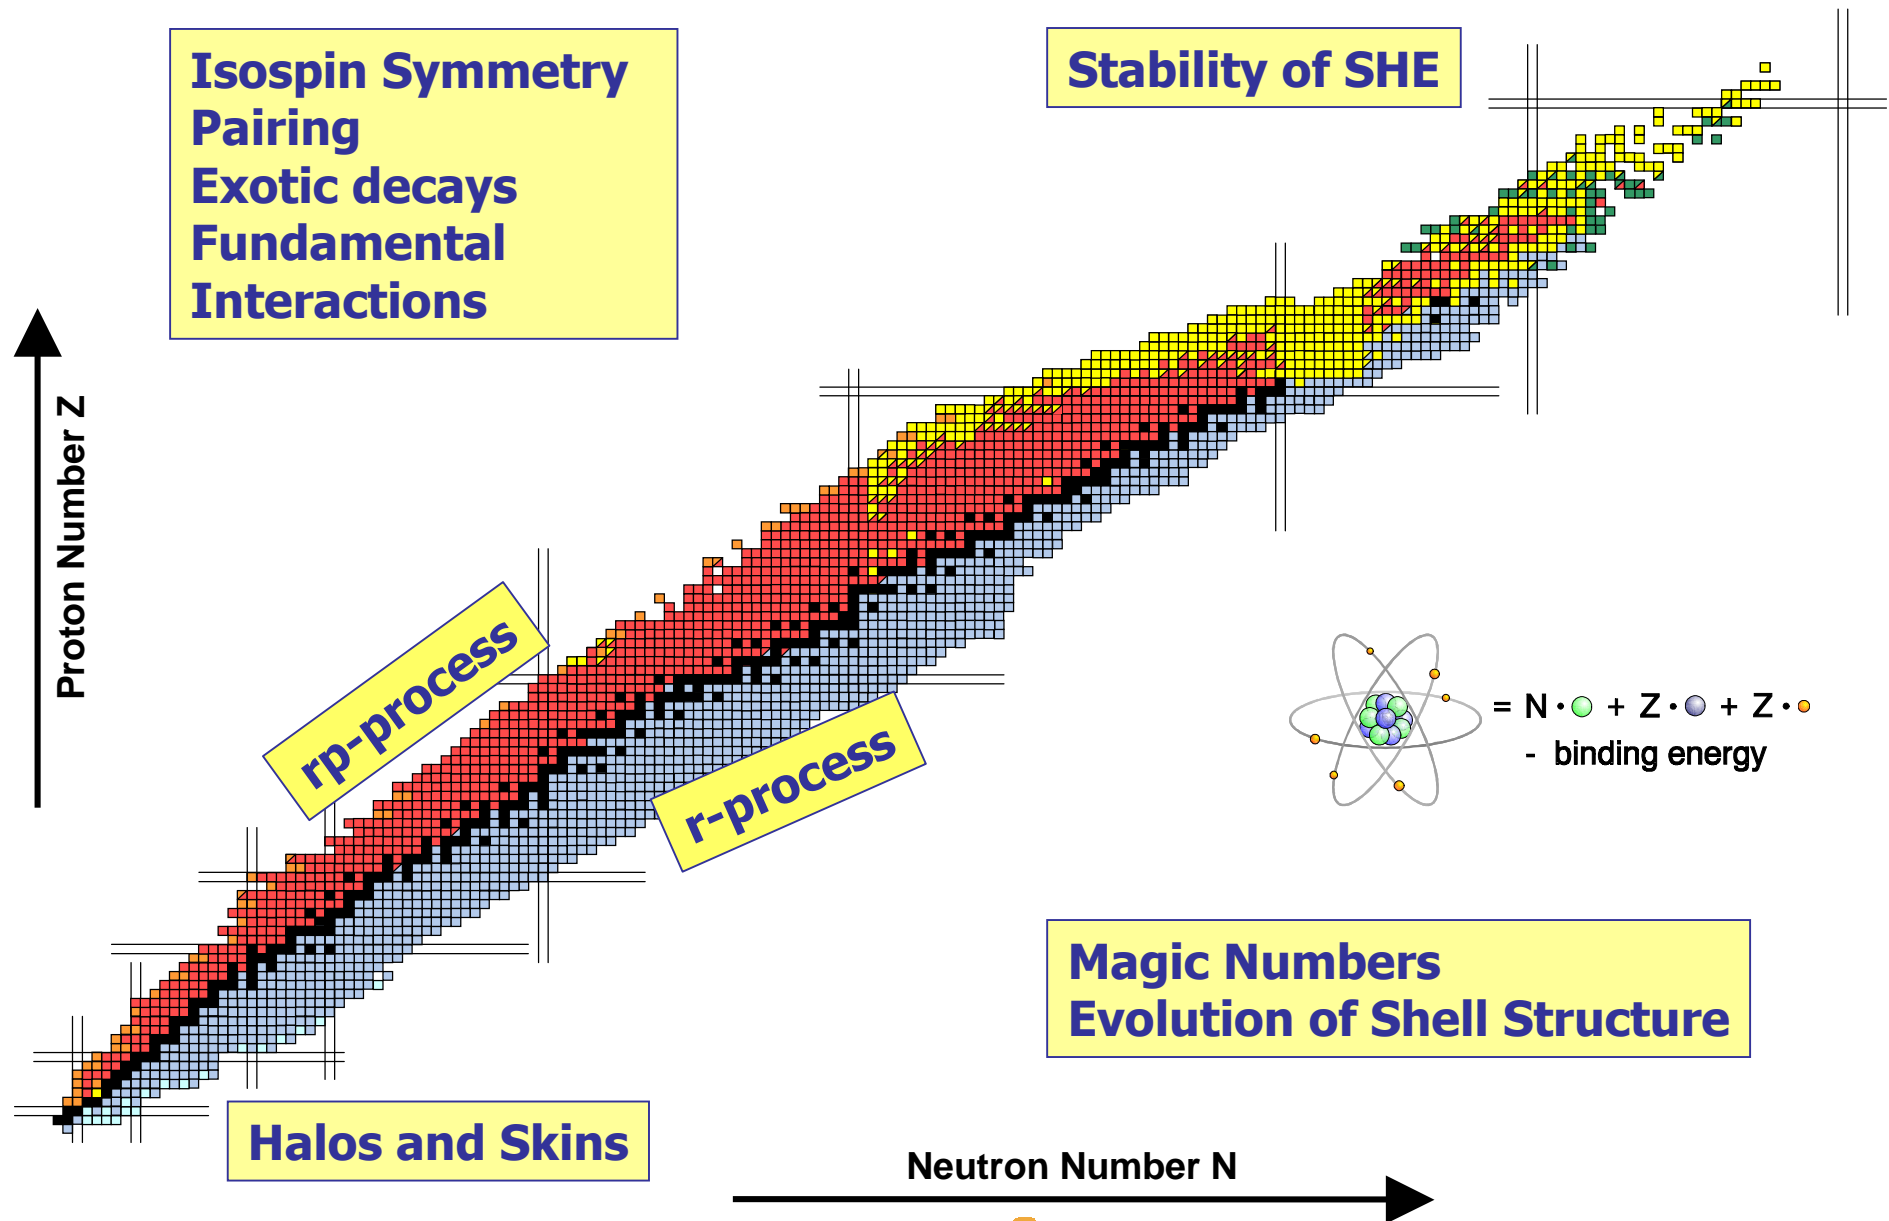 Isospin Symmetry
Pairing
Exotic decays
Fundamental
Interactions
Stability of SHE
Proton Number Z
rp-process
r-process
= N · + Z · + Z ·
- binding energy
Magic Numbers
Evolution of Shell Structure
Halos and Skins
Neutron Number N